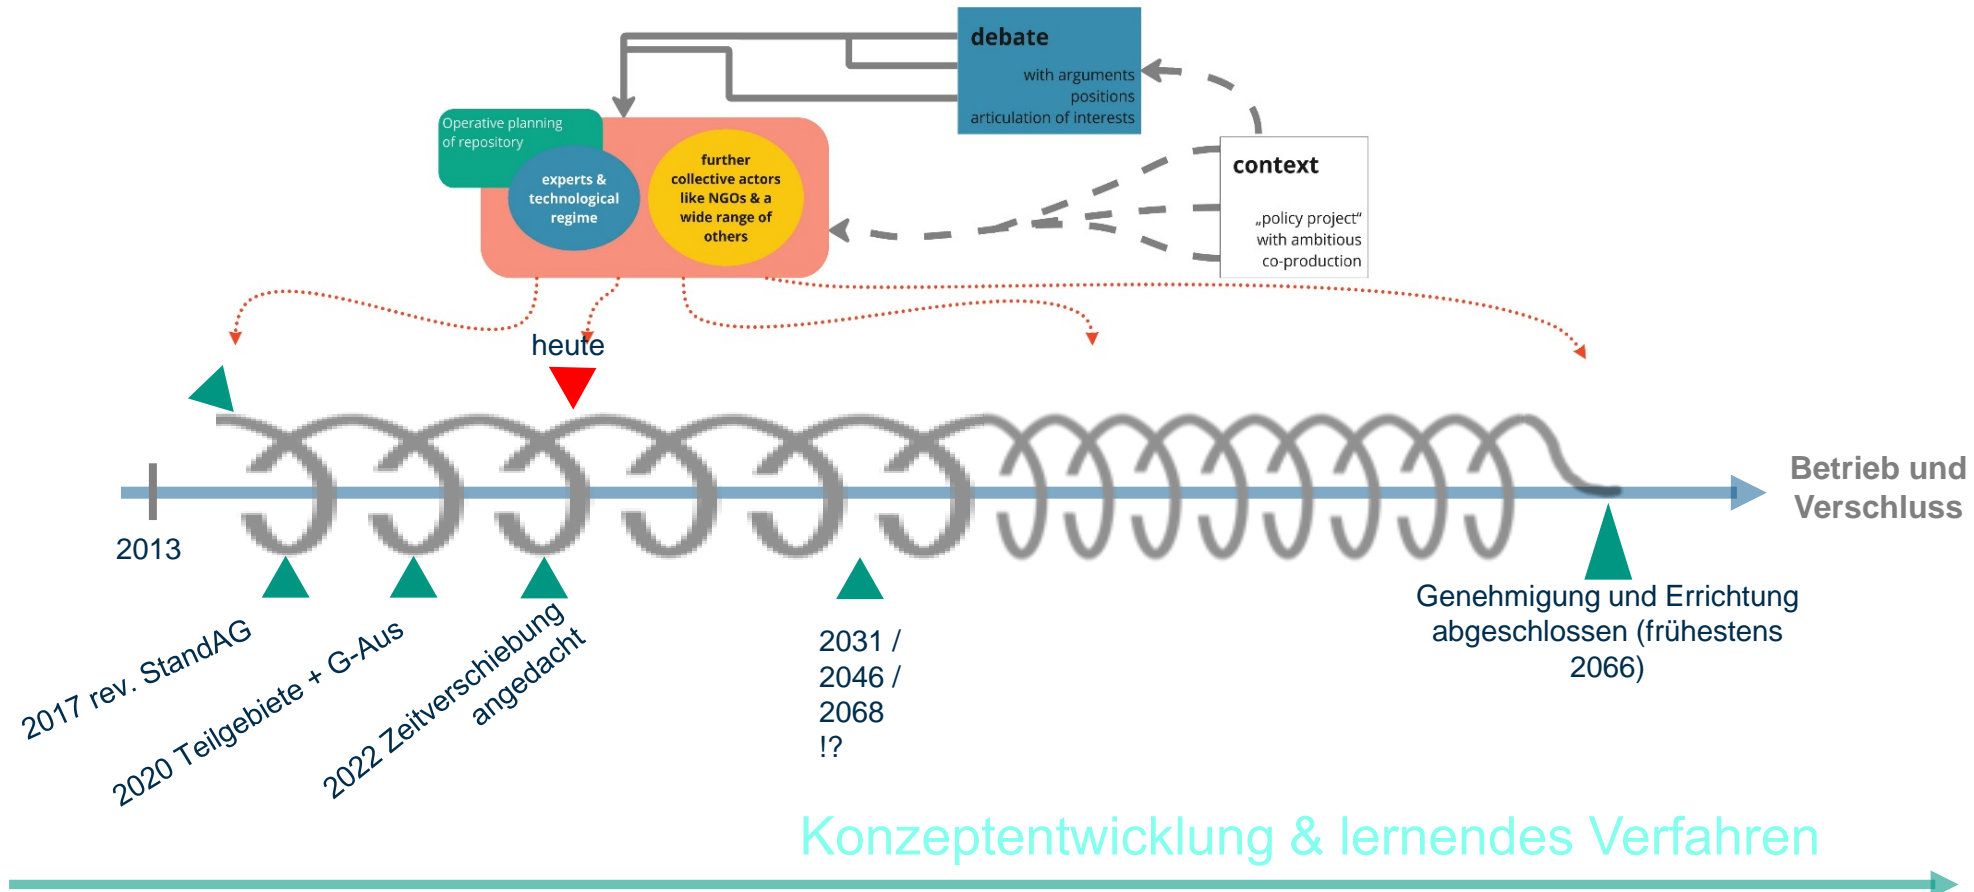 debate
with arguments
positions
articulation of interests
Operative planning
of repository
experts &
technological
regime
further
collective actors
like NGOs & a
wide range of
others
context
„policy project“
with ambitious
co-production
heute
2013
Betrieb und
Verschluss
2017 rev. StandAG
2020 Teilgebiete + G-Aus
2022 Zeitverschiebung
angedacht
2031 /
2046 /
2068
!?
Genehmigung und Errichtung
abgeschlossen (frühestens
2066)
Konzeptentwicklung & lernendes Verfahren